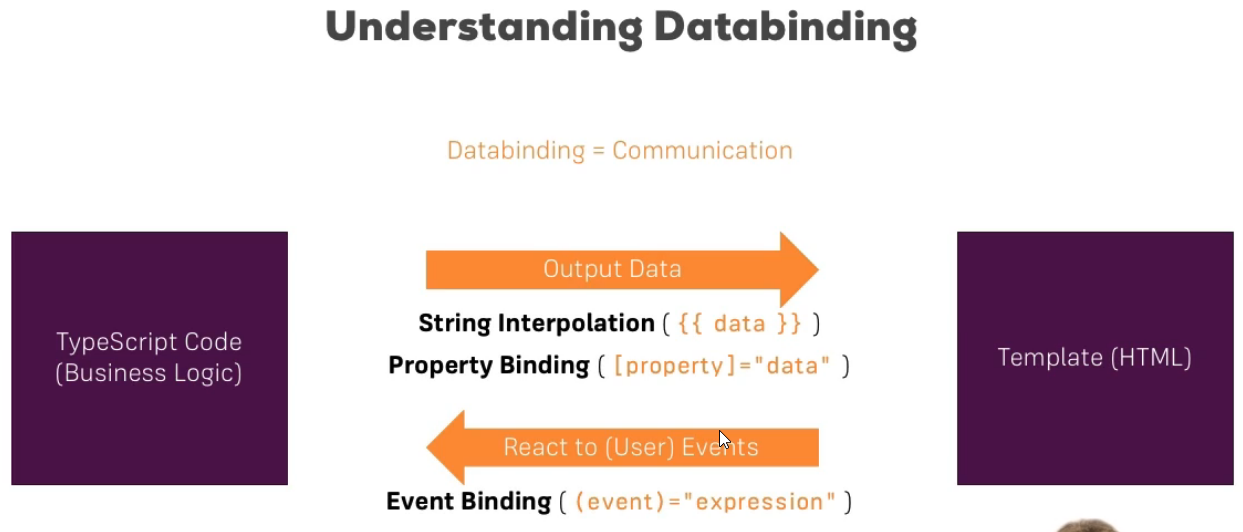 Understanding Databinding
Databinding = Communication
TypeScript Code
(Business Logic)
Output Data
String Interpolation ( {{ data }} )
Property Binding ( [property]="data" )
React to (User) Events
Event Binding ( (event)="expression" )
Template (HTML)